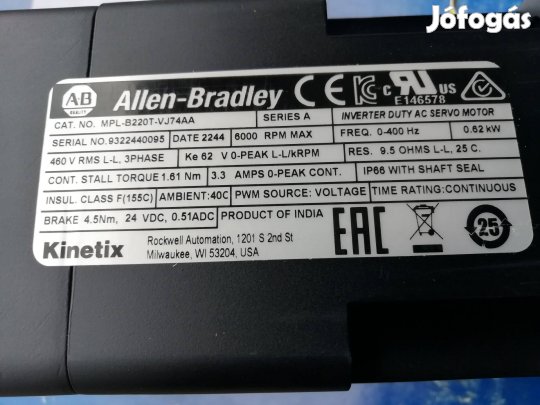 Jófogás
AB
QUALITY
Allen-Bradley CE c UR US
E146578
CAT. NO. MPL-B220T-VJ74AA SERIES A INVERTER DUTY AC SERVO MOTOR
SERIAL NO.9322440095 DATE 2244 6000 RPM MAX FREQ. 0-400 Hz 0.62 kW
460 V RMS L-L, 3PHASE Ke 62 V 0-PEAK L-L/kRPM RES. 9.5 OHMS L-L, 25 C.
CONT. STALL TORQUE 1.61 Nm 3.3 AMPS 0-PEAK CONT. IP66 WITH SHAFT SEAL
INSUL. CLASS F(155C) AMBIENT:40C PWM SOURCE: VOLTAGE TIME RATING:CONTINUOUS
BRAKE 4.5Nm, 24 VDC, 0.51ADC PRODUCT OF INDIA
EAC 25
Kinetix Rockwell Automation, 1201 S 2nd St
Milwaukee, WI 53204, USA